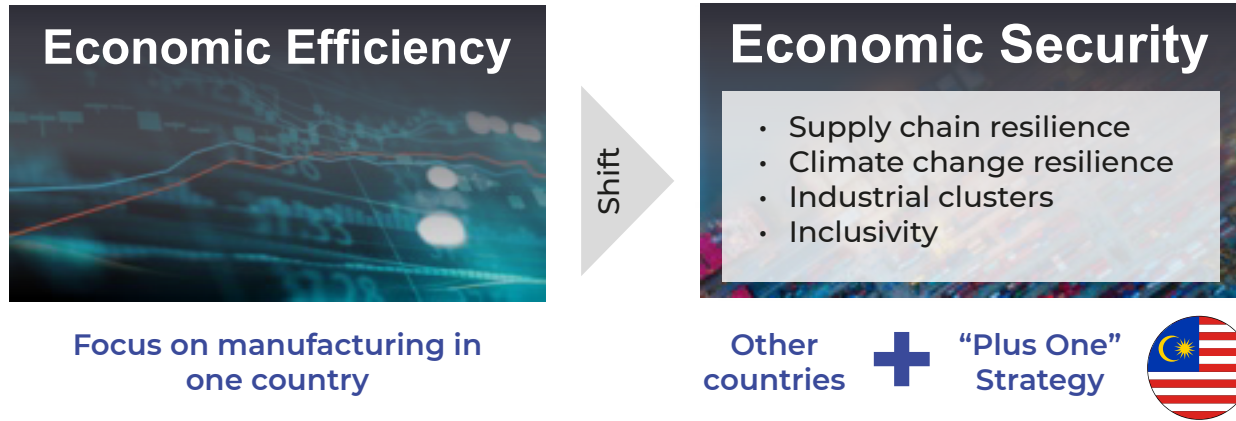 Economic Efficiency
Focus on manufacturing in
one country
Shift
Economic Security
• Supply chain resilience
• Climate change resilience
• Industrial clusters
• Inclusivity
Other
countries
“Plus One”
Strategy